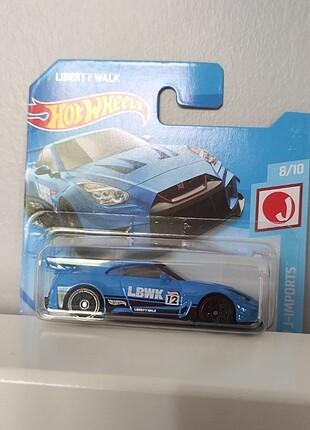 LIBERTY WALK
Hot Wheels
8/10
J
J-IMPORTS
LBWK
12
LIBERTY WALK